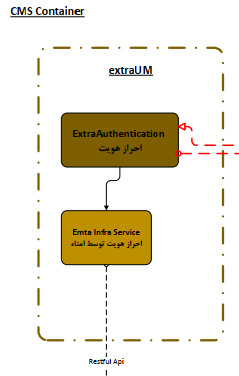 CMS Container
extraUM
ExtraAuthentication
احراز هویت
Emta Infra Service
احراز هویت توسط امتاء
Restful Api